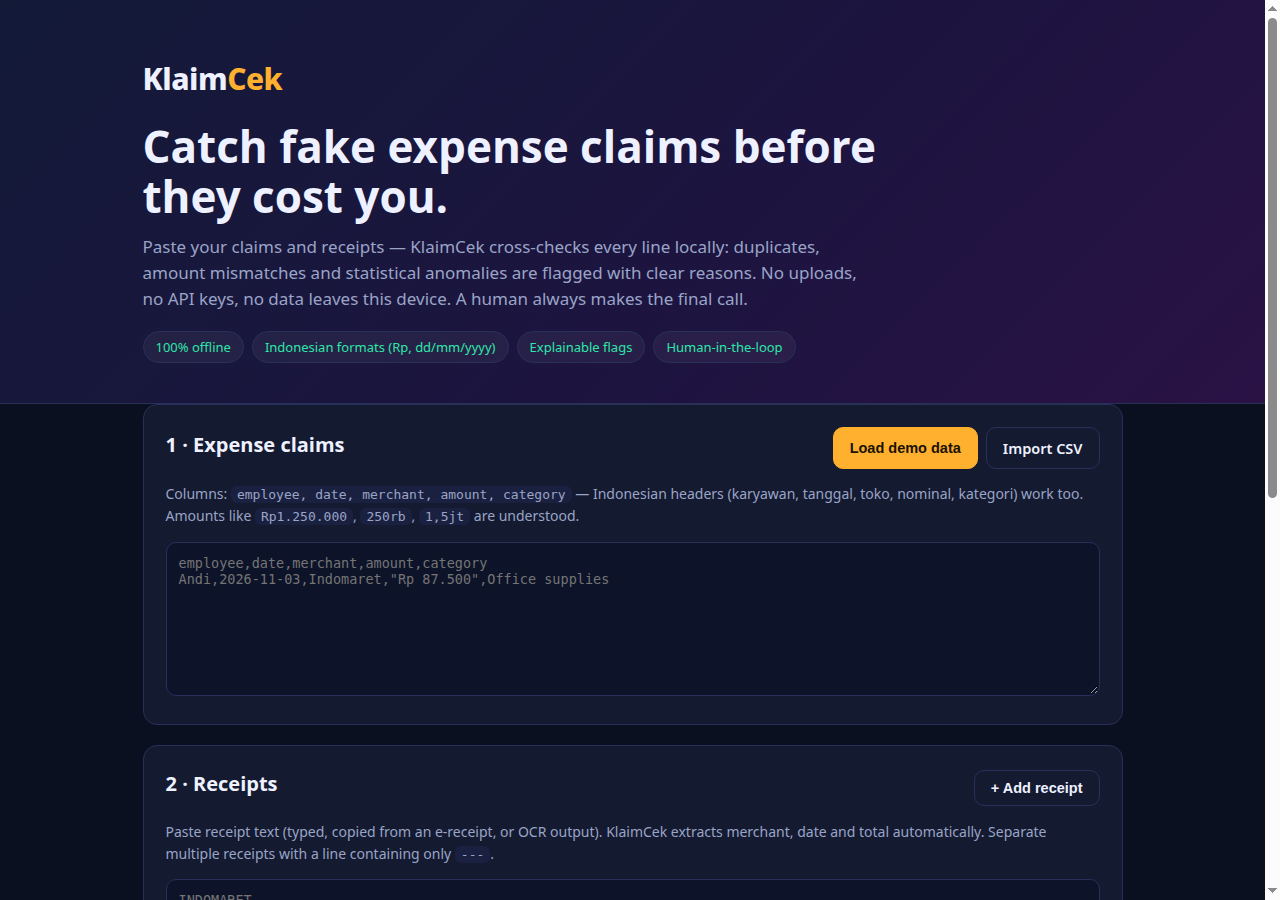 KlaimCek
Catch fake expense claims before
they cost you.
Paste your claims and receipts — KlaimCek cross-checks every line locally: duplicates,
amount mismatches and statistical anomalies are flagged with clear reasons. No uploads,
no API keys, no data leaves this device. A human always makes the final call.
100% offline
Indonesian formats (Rp, dd/mm/yyyy)
Explainable flags
Human-in-the-loop
1 · Expense claims
Load demo data
Import CSV
Columns: employee, date, merchant, amount, category — Indonesian headers (karyawan, tanggal, toko, nominal, kategori) work too.
Amounts like Rp1.250.000, 250rb, 1,5jt are understood.
employee,date,merchant,amount,category
Andi,2026-11-03,Indomaret,"Rp 87.500",Office supplies
2 · Receipts
+ Add receipt
Paste receipt text (typed, copied from an e-receipt, or OCR output). KlaimCek extracts merchant, date and total automatically. Separate
multiple receipts with a line containing only ---.
INDOMARET